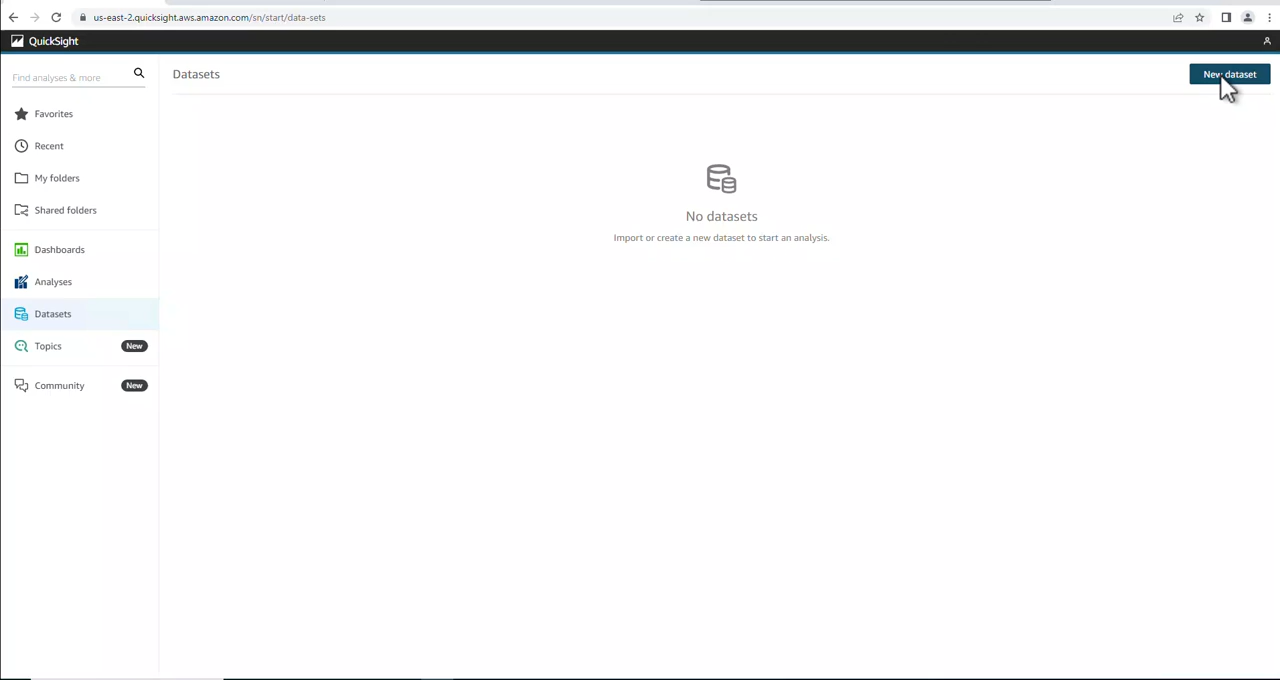 us-east-2.quicksight.aws.amazon.com/sn/start/data-sets
QuickSight
Find analyses & more
Datasets
New dataset
Favorites
Recent
My folders
Shared folders
Dashboards
Analyses
Datasets
Topics New
Community New
No datasets
Import or create a new dataset to start an analysis.